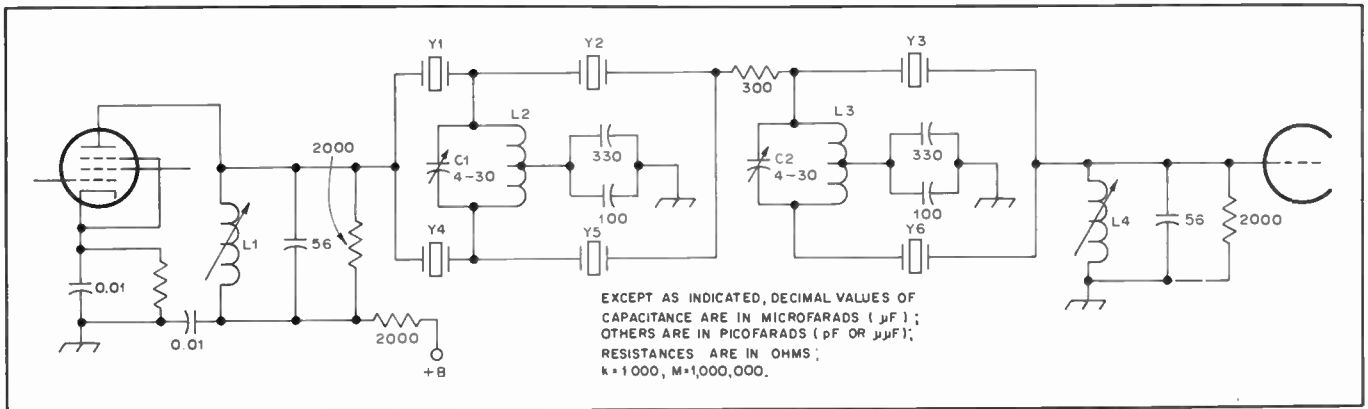 Y1
Y2
Y3
2000
L2
300
L3
330
C1
4-30
100
C2
4-30
330
100
L1
56
Y4
Y5
Y6
L4
56
2000
0.01
0.01
2000
+B
EXCEPT AS INDICATED, DECIMAL VALUES OF
CAPACITANCE ARE IN MICROFARADS (µF);
OTHERS ARE IN PICOFARADS (pF OR µµF);
RESISTANCES ARE IN OHMS;
k=1000, M=1,000,000.